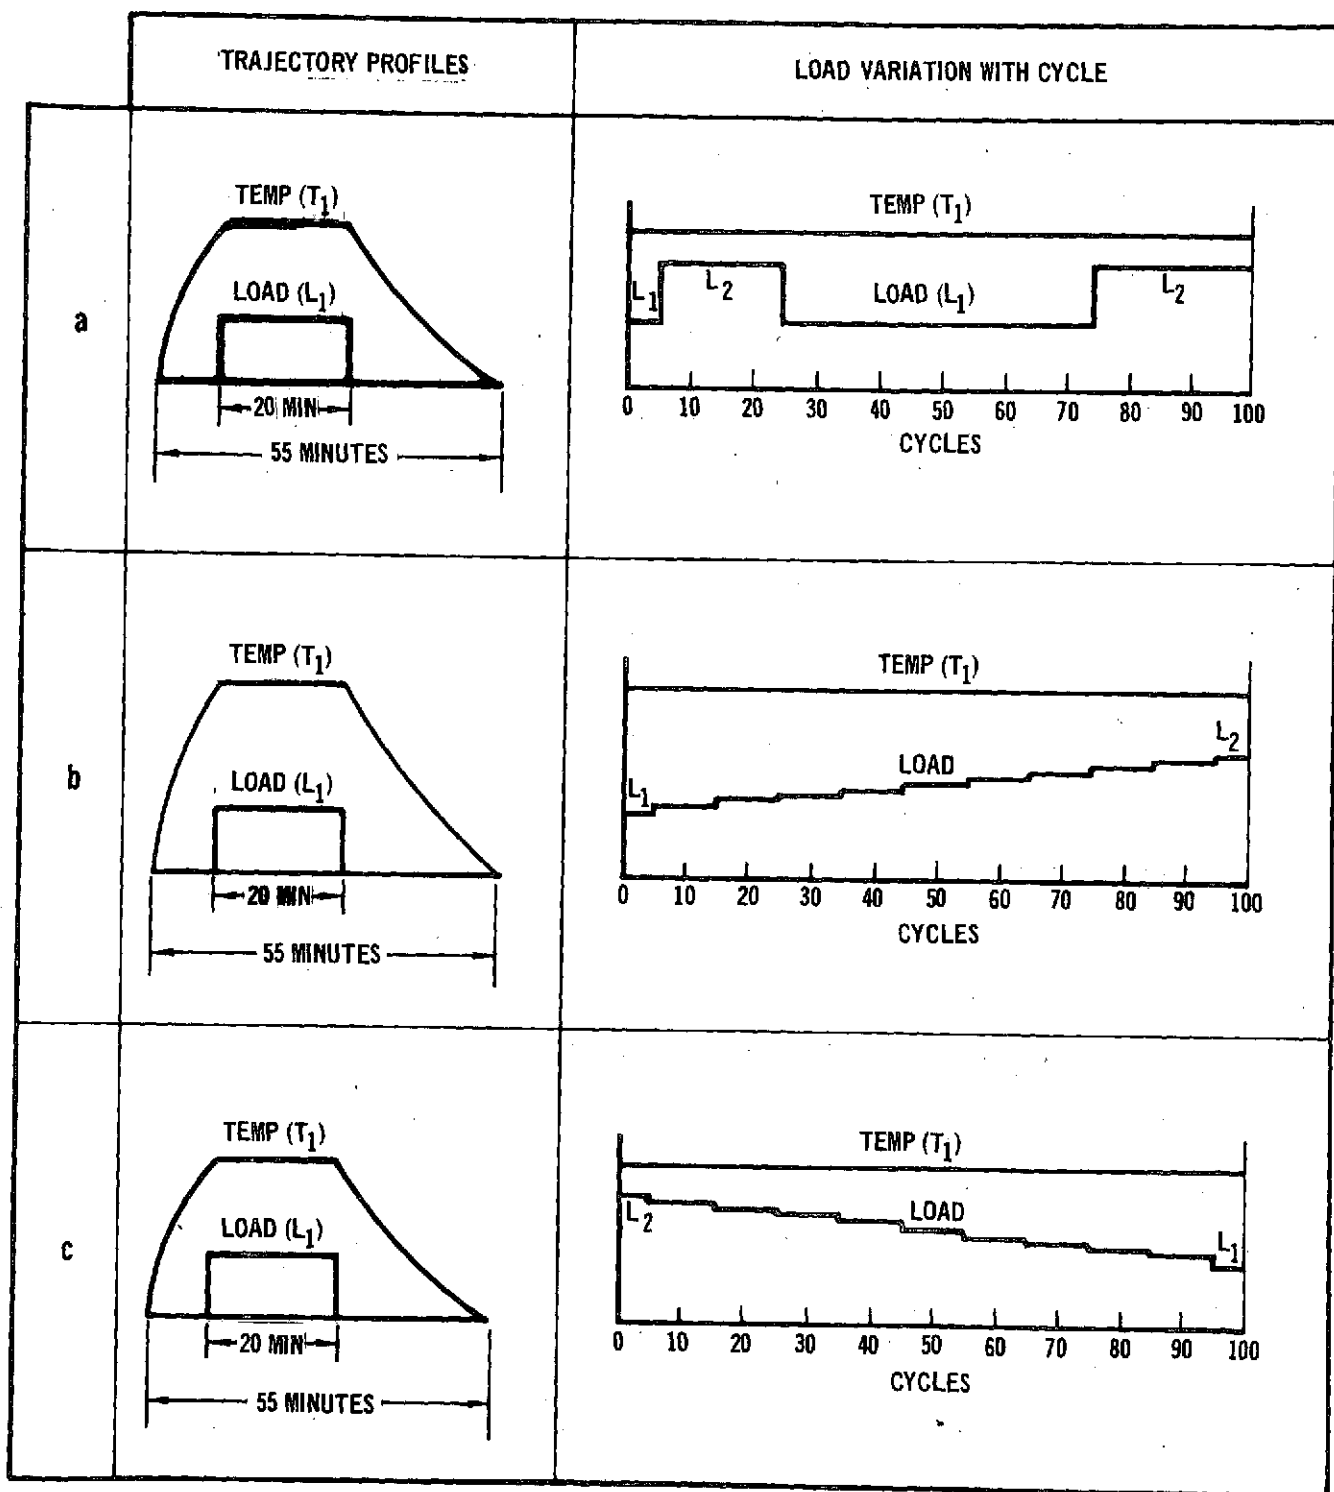 TRAJECTORY PROFILES
LOAD VARIATION WITH CYCLE
a
TEMP (T1)
LOAD (L1)
20 MIN
55 MINUTES
TEMP (T1)
L1
L2
LOAD (L1)
L2
0 10 20 30 40 50 60 70 80 90 100
CYCLES
b
TEMP (T1)
LOAD (L1)
20 MIN
55 MINUTES
TEMP (T1)
L1
LOAD
L2
0 10 20 30 40 50 60 70 80 90 100
CYCLES
c
TEMP (T1)
LOAD (L1)
20 MIN
55 MINUTES
TEMP (T1)
L2
LOAD
L1
0 10 20 30 40 50 60 70 80 90 100
CYCLES